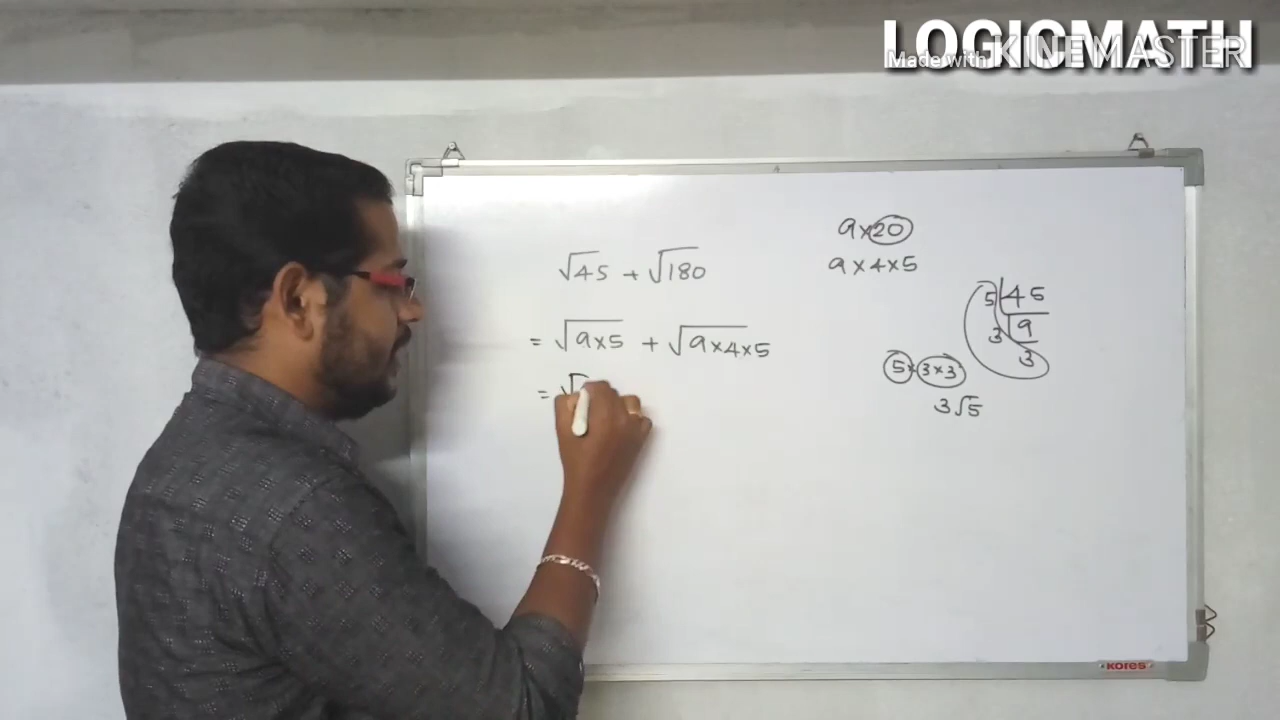 LOGICMATH
Made with KINEMASTER
√45 + √180
= √9×5 + √9×4×5
= √
9×20
9×4×5
5 45
3 9
3
5×3×3
3√5
KORES